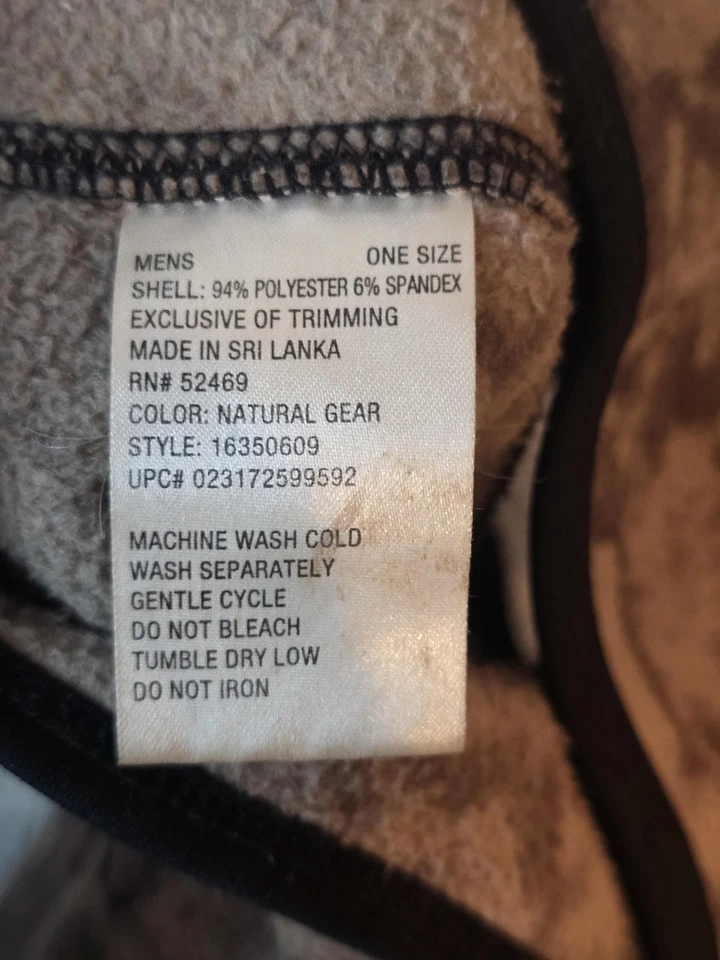 MENS ONE SIZE
SHELL: 94% POLYESTER 6% SPANDEX
EXCLUSIVE OF TRIMMING
MADE IN SRI LANKA
RN# 52469
COLOR: NATURAL GEAR
STYLE: 16350609
UPC# 023172599592
MACHINE WASH COLD
WASH SEPARATELY
GENTLE CYCLE
DO NOT BLEACH
TUMBLE DRY LOW
DO NOT IRON